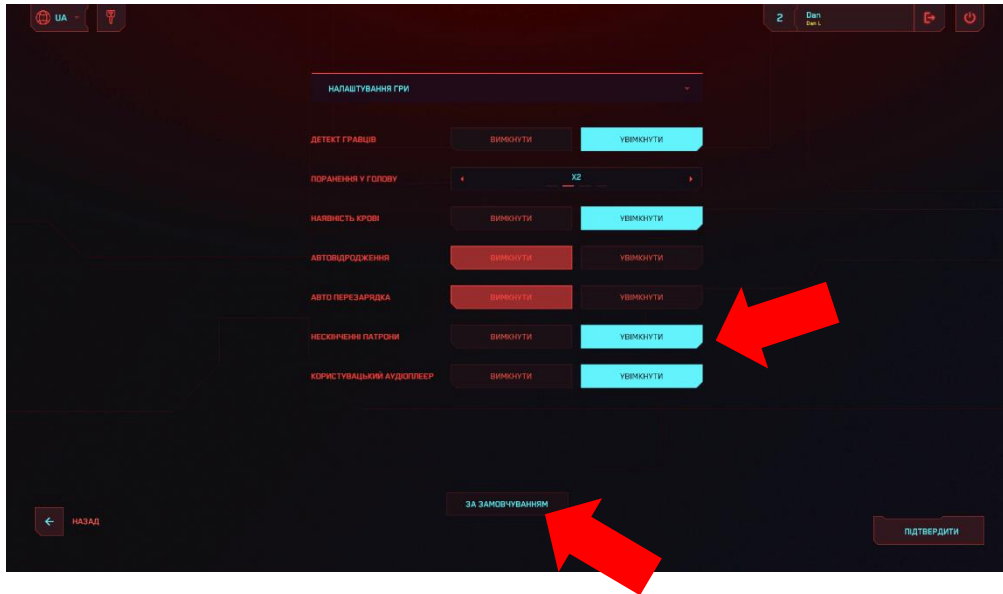 UA
2 Dan
Dan L
НАЛАШТУВАННЯ ГРИ
ДЕТЕКТ ГРАВЦІВ ВИМКНУТИ УВІМКНУТИ
ПОРАНЕННЯ У ГОЛОВУ X2
НАЯВНІСТЬ КРОВІ ВИМКНУТИ УВІМКНУТИ
АВТОВІДРОДЖЕННЯ ВИМКНУТИ УВІМКНУТИ
АВТО ПЕРЕЗАРЯДКА ВИМКНУТИ УВІМКНУТИ
НЕСКІНЧЕННІ ПАТРОНИ ВИМКНУТИ УВІМКНУТИ
КОРИСТУВАЦЬКИЙ АУДІОПЛЕЄР ВИМКНУТИ УВІМКНУТИ
ЗА ЗАМОВЧУВАННЯМ
НАЗАД
ПІДТВЕРДИТИ